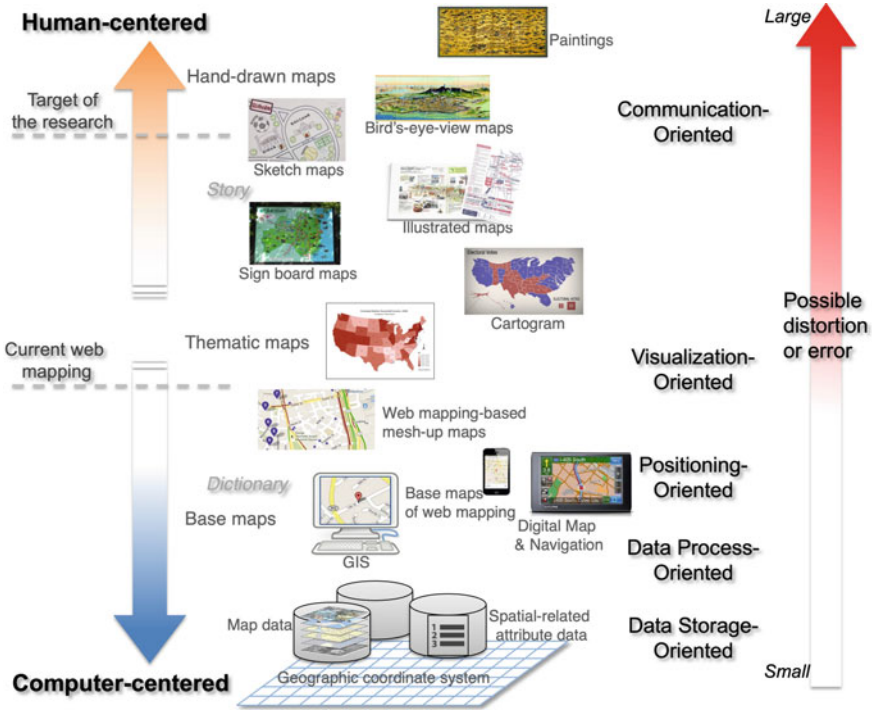 Human-centered
Large
Paintings
Hand-drawn maps
Target of
the research
Bird's-eye-view maps
Communication-
Oriented
Sketch maps
Story
Illustrated maps
Sign board maps
Cartogram
Possible
distortion
or error
Thematic maps
Current web
mapping
Visualization-
Oriented
Web mapping-based
mesh-up maps
Positioning-
Oriented
Dictionary
Base maps
of web mapping
Base maps
Digital Map
& Navigation
GIS
Data Process-
Oriented
Map data
1
2
3
Spatial-related
attribute data
Data Storage-
Oriented
Geographic coordinate system
Small
Computer-centered